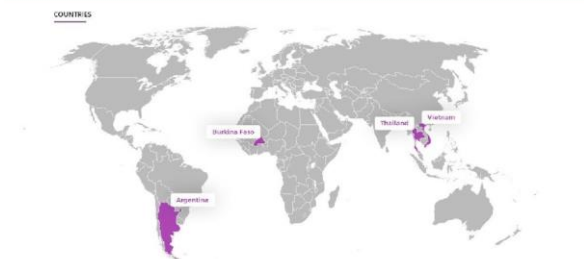 COUNTRIES
Vietnam
Thailand
Burkina Faso
Argentina